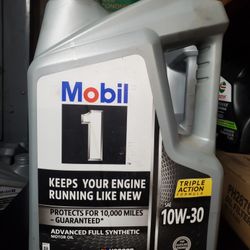 Mobil
1
TRIPLE
ACTION
FORMULA
KEEPS YOUR ENGINE
RUNNING LIKE NEW
PROTECTS FOR 10,000 MILES
-GUARANTEED*
10W-30
ADVANCED FULL SYNTHETIC
MOTOR OIL